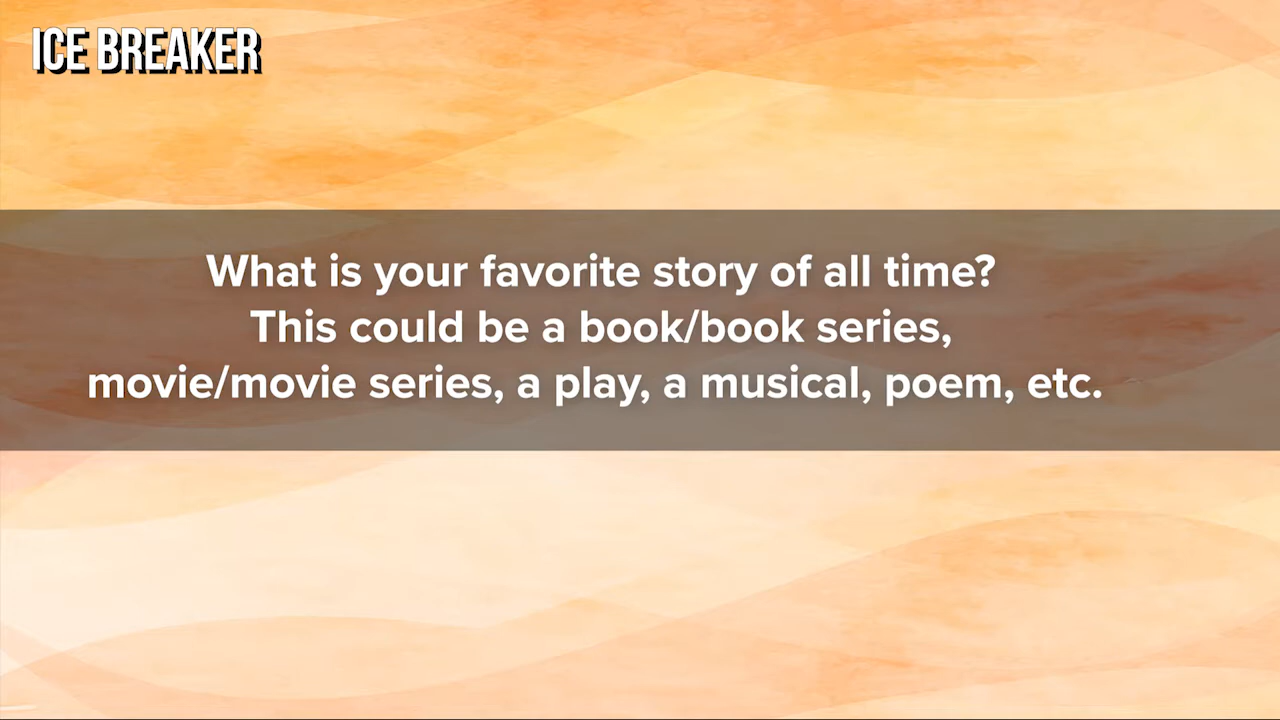 ICE BREAKER
What is your favorite story of all time?
This could be a book/book series,
movie/movie series, a play, a musical, poem, etc.